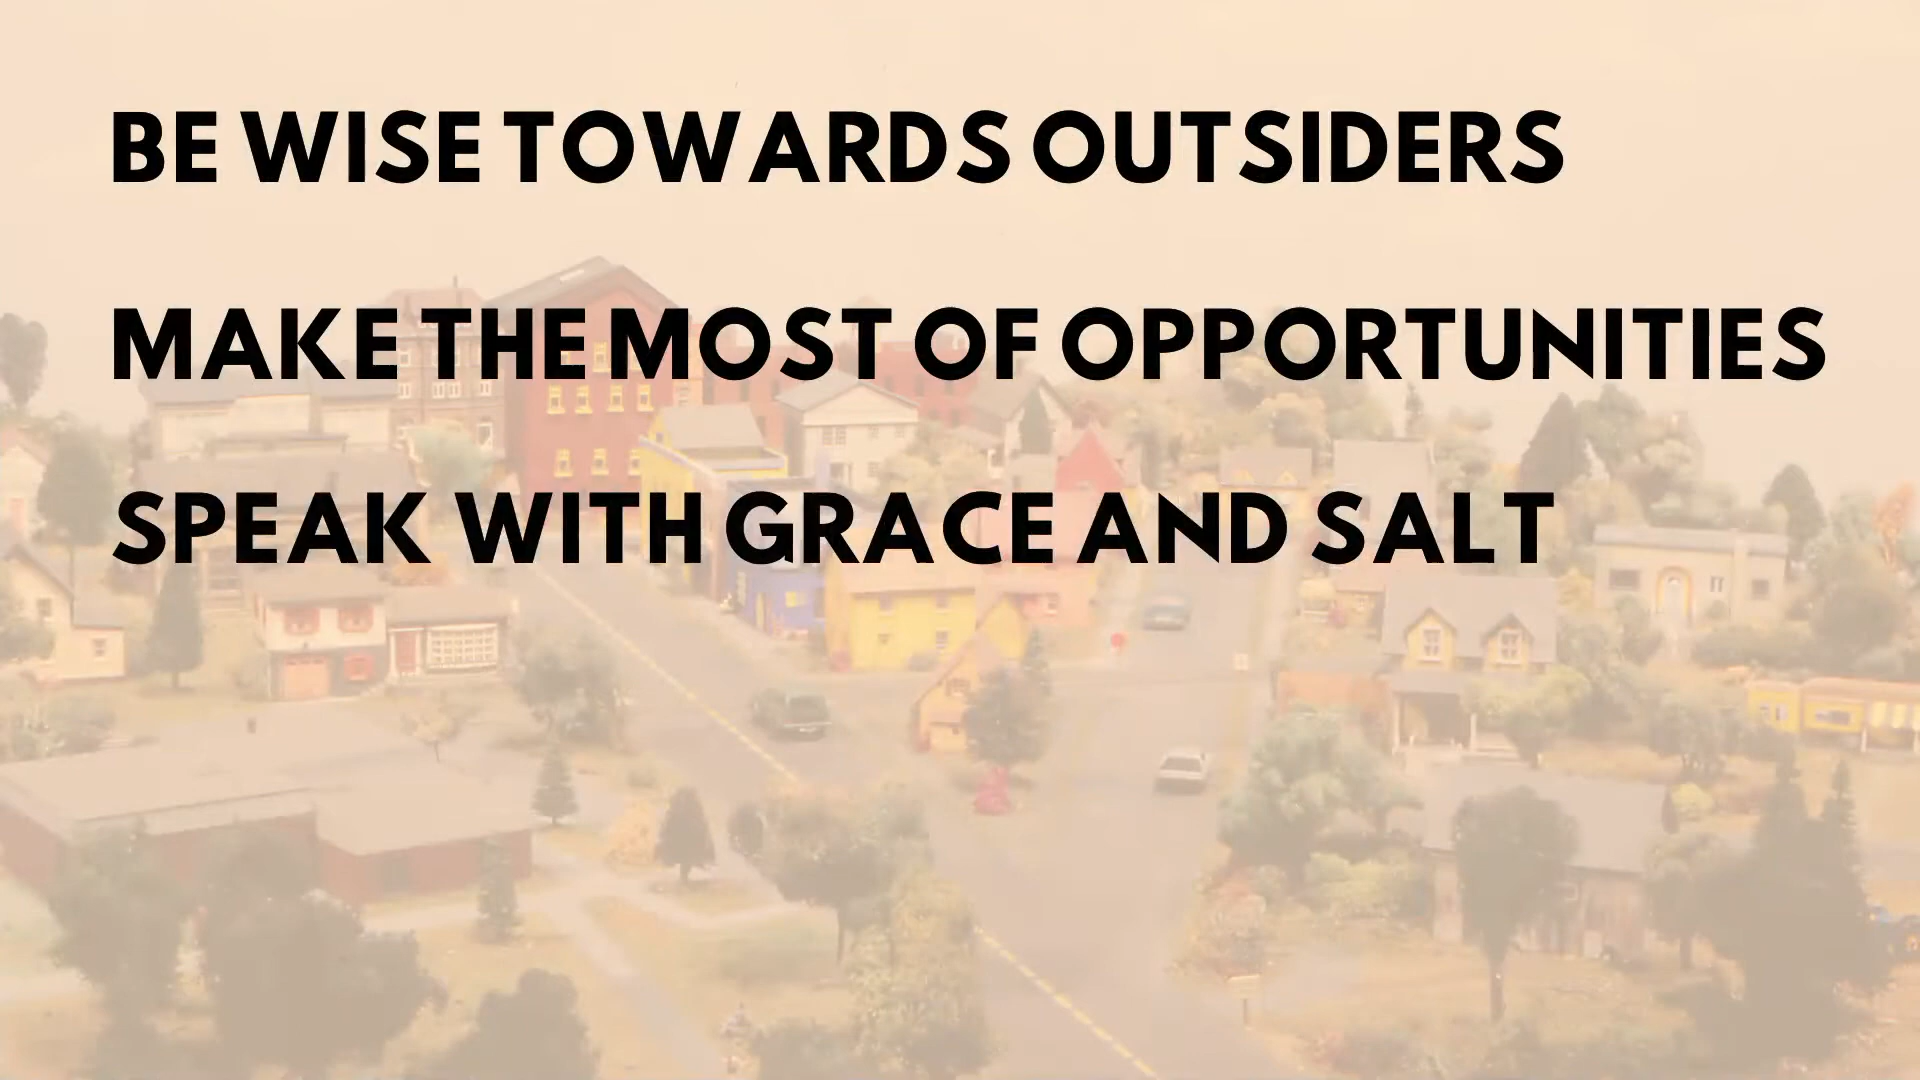 BE WISE TOWARDS OUTSIDERS
MAKE THE MOST OF OPPORTUNITIES
SPEAK WITH GRACE AND SALT